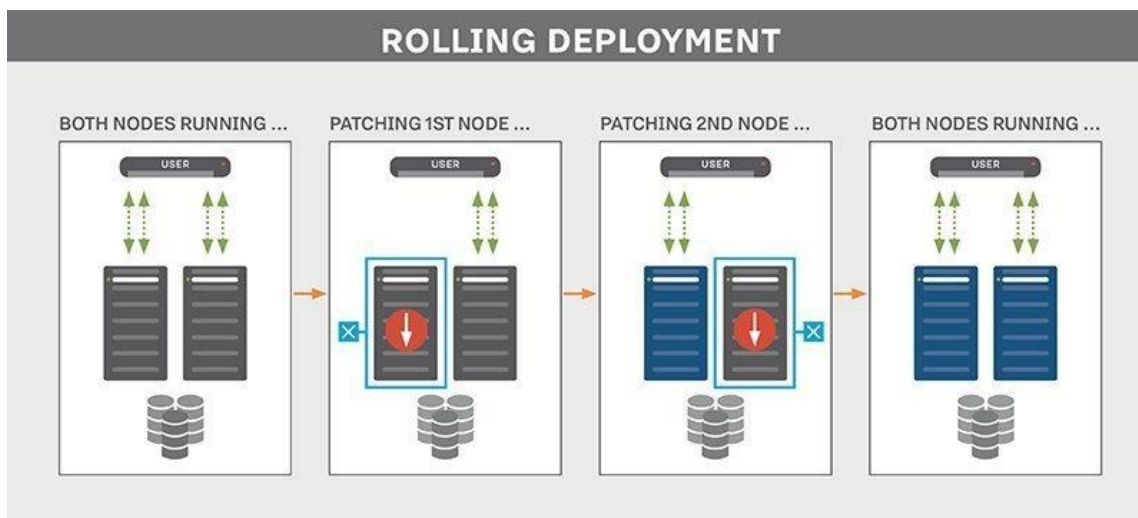 ROLLING DEPLOYMENT
BOTH NODES RUNNING ...
PATCHING 1ST NODE ...
PATCHING 2ND NODE ...
BOTH NODES RUNNING ...
USER
USER
USER
USER